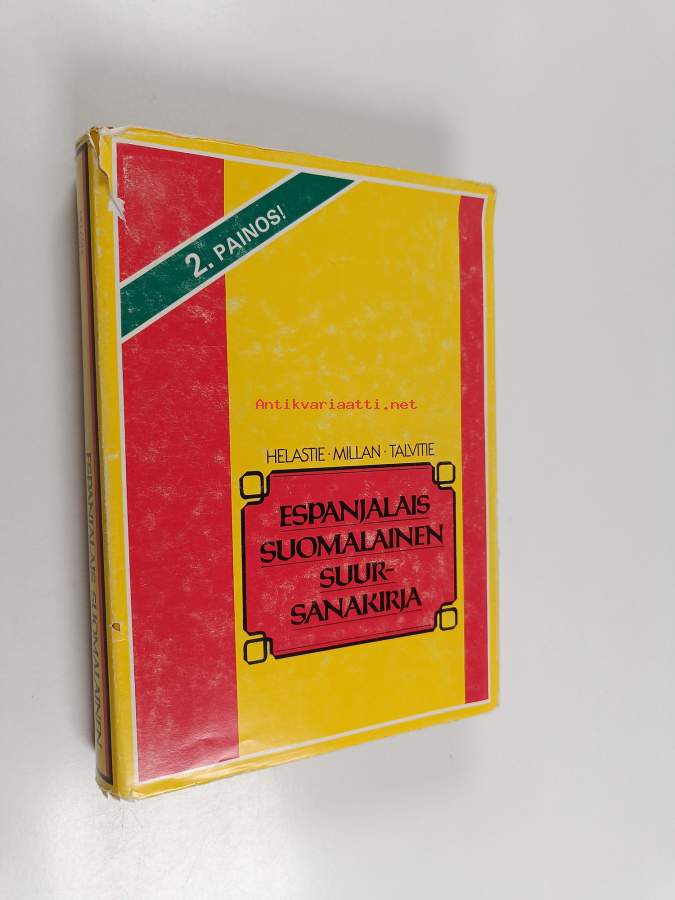 2. PAINOS!
Antikvariaatti.net
HELASTIE · MILLAN · TALVITIE
ESPANJALAIS
SUOMALAINEN
SUUR-
SANAKIRJA
ESPANJALAIS SUOMALAINEN